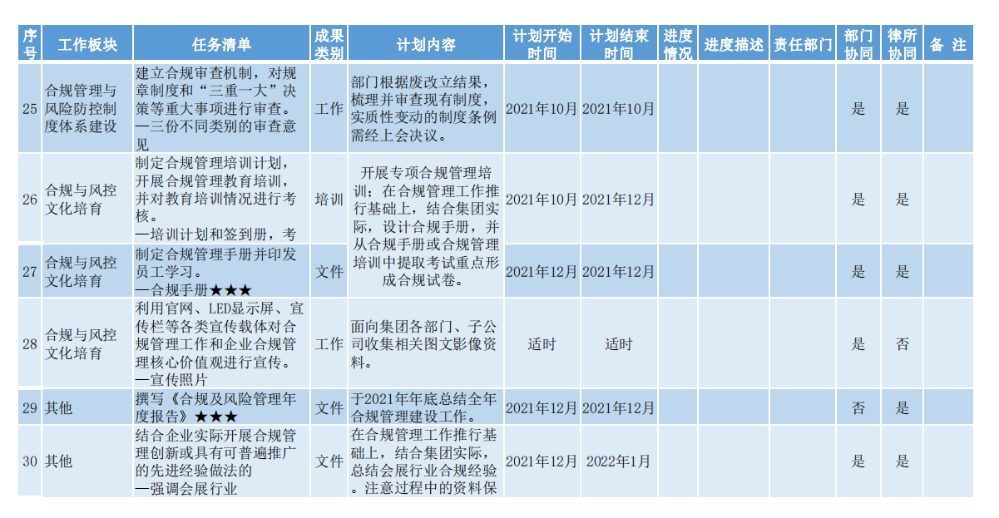 序号 工作板块 任务清单 成果类别 计划内容 计划开始时间 计划结束时间 进度情况 进度描述 责任部门 部门协同 律所协同 备 注
25
合规管理与
风险防控制
度体系建设
建立合规审查机制，对规
章制度和“三重一大”决
策等重大事项进行审查。
—三份不同类别的审查意
见
工作
部门根据废改立结果，
梳理并审查现有制度，
实质性变动的制度条例
需经上会决议。
2021年10月 2021年10月 是 是
26
合规与风控
文化培育
制定合规管理培训计划，
开展合规管理教育培训，
并对教育培训情况进行考
核。
—培训计划和签到册，考
培训
开展专项合规管理培
训；在合规管理工作推
行基础上，结合集团实
际，设计合规手册，并
从合规手册或合规管理
培训中提取考试重点形
成合规试卷。
2021年10月 2021年12月 是 是
27
合规与风控
文化培育
制定合规管理手册并印发
员工学习。
—合规手册★★★
文件
2021年12月 2021年12月 是 是
28
合规与风控
文化培育
利用官网、LED显示屏、宣
传栏等各类宣传载体对合
规管理工作和企业合规管
理核心价值观进行宣传。
—宣传照片
工作
面向集团各部门、子公
司收集相关图文影像资
料。
适时 适时 是 否
29 其他
撰写《合规及风险管理年
度报告》★★★
文件
于2021年年底总结全年
合规管理建设工作。
2021年12月 2021年12月 否 是
30 其他
结合企业实际开展合规管
理创新或具有可普遍推广
的先进经验做法的
—强调会展行业
文件
在合规管理工作推行基
础上，结合集团实际，
总结会展行业合规经验
。注意过程中的资料保
2021年12月 2022年1月 是 是